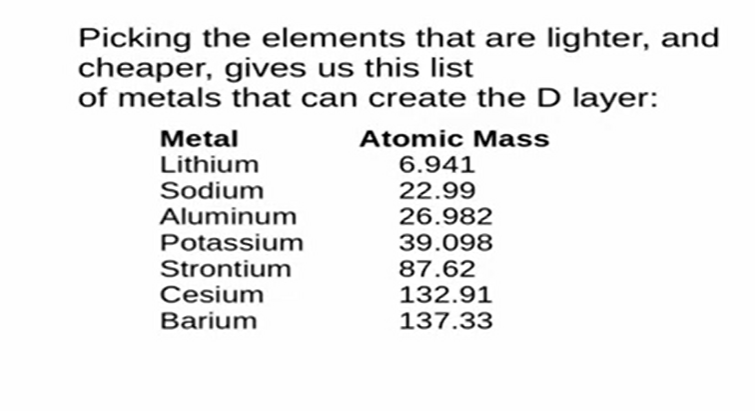 Picking the elements that are lighter, and
cheaper, gives us this list
of metals that can create the D layer:
Metal Atomic Mass
Lithium 6.941
Sodium 22.99
Aluminum 26.982
Potassium 39.098
Strontium 87.62
Cesium 132.91
Barium 137.33